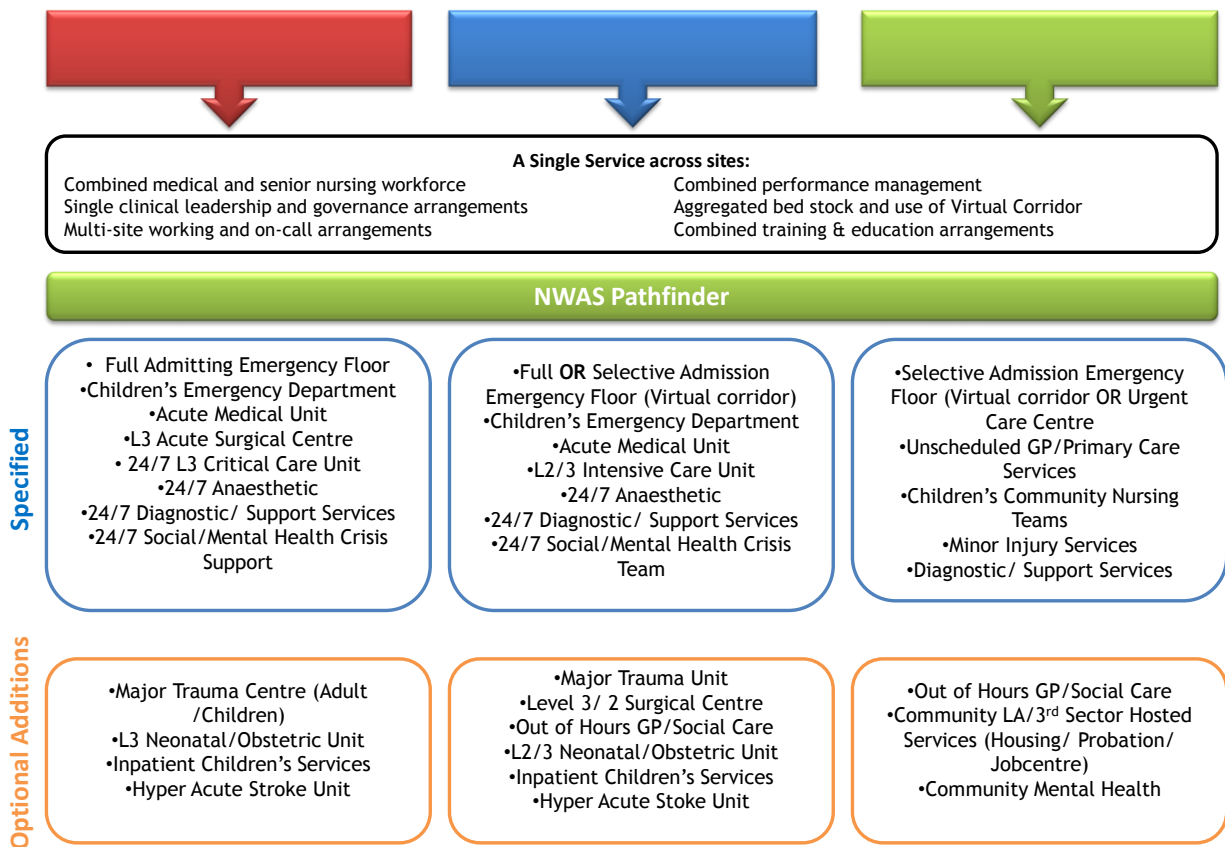 A Single Service across sites:
Combined medical and senior nursing workforce
Single clinical leadership and governance arrangements
Multi-site working and on-call arrangements
Combined performance management
Aggregated bed stock and use of Virtual Corridor
Combined training & education arrangements
NWAS Pathfinder
Specified
• Full Admitting Emergency Floor
•Children's Emergency Department
•Acute Medical Unit
•L3 Acute Surgical Centre
• 24/7 L3 Critical Care Unit
•24/7 Anaesthetic
•24/7 Diagnostic/ Support Services
•24/7 Social/Mental Health Crisis
Support
•Full OR Selective Admission
Emergency Floor (Virtual corridor)
•Children's Emergency Department
•Acute Medical Unit
•L2/3 Intensive Care Unit
•24/7 Anaesthetic
•24/7 Diagnostic/ Support Services
•24/7 Social/Mental Health Crisis
Team
•Selective Admission Emergency
Floor (Virtual corridor OR Urgent
Care Centre
•Unscheduled GP/Primary Care
Services
•Children's Community Nursing
Teams
•Minor Injury Services
•Diagnostic/ Support Services
Optional Additions
•Major Trauma Centre (Adult
/Children)
•L3 Neonatal/Obstetric Unit
•Inpatient Children's Services
•Hyper Acute Stroke Unit
•Major Trauma Unit
•Level 3/ 2 Surgical Centre
•Out of Hours GP/Social Care
•L2/3 Neonatal/Obstetric Unit
•Inpatient Children's Services
•Hyper Acute Stoke Unit
•Out of Hours GP/Social Care
•Community LA/3rd Sector Hosted
Services (Housing/ Probation/
Jobcentre)
•Community Mental Health